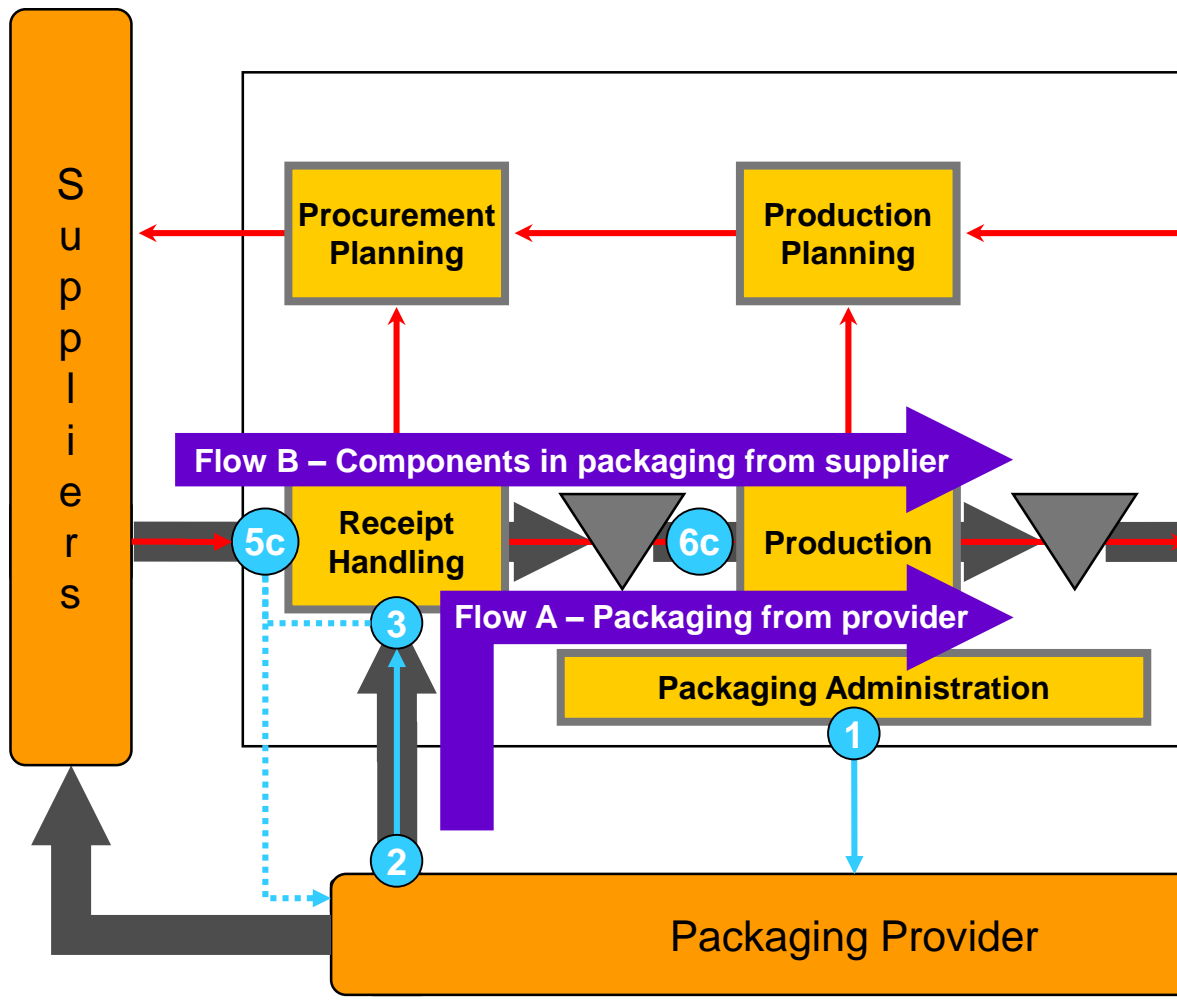 Suppliers
Procurement
Planning
Production
Planning
Flow B – Components in packaging from supplier
5c
Receipt
Handling
6c
Production
3
Flow A – Packaging from provider
Packaging Administration
1
2
Packaging Provider